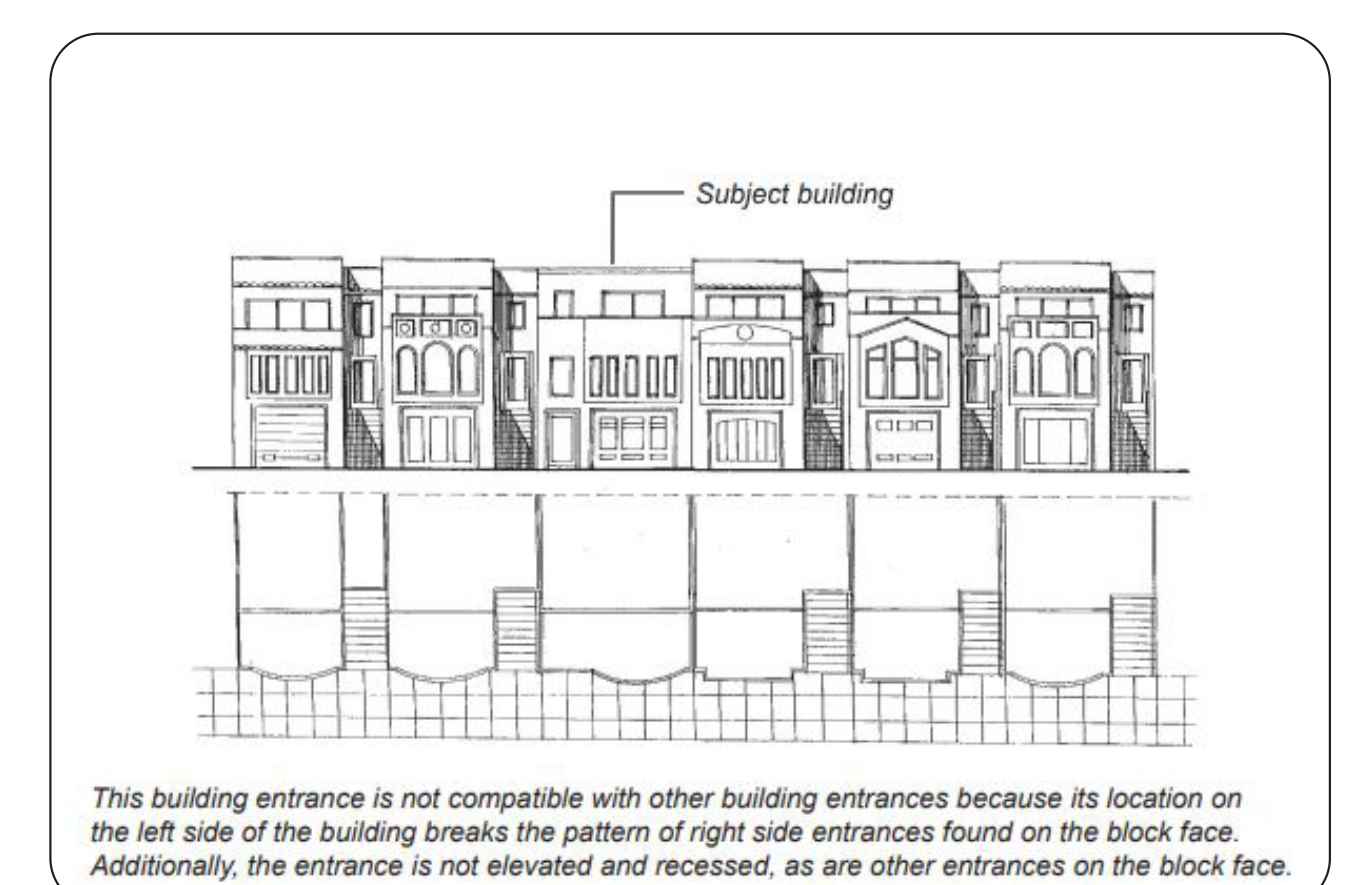 Subject building
This building entrance is not compatible with other building entrances because its location on
the left side of the building breaks the pattern of right side entrances found on the block face.
Additionally, the entrance is not elevated and recessed, as are other entrances on the block face.